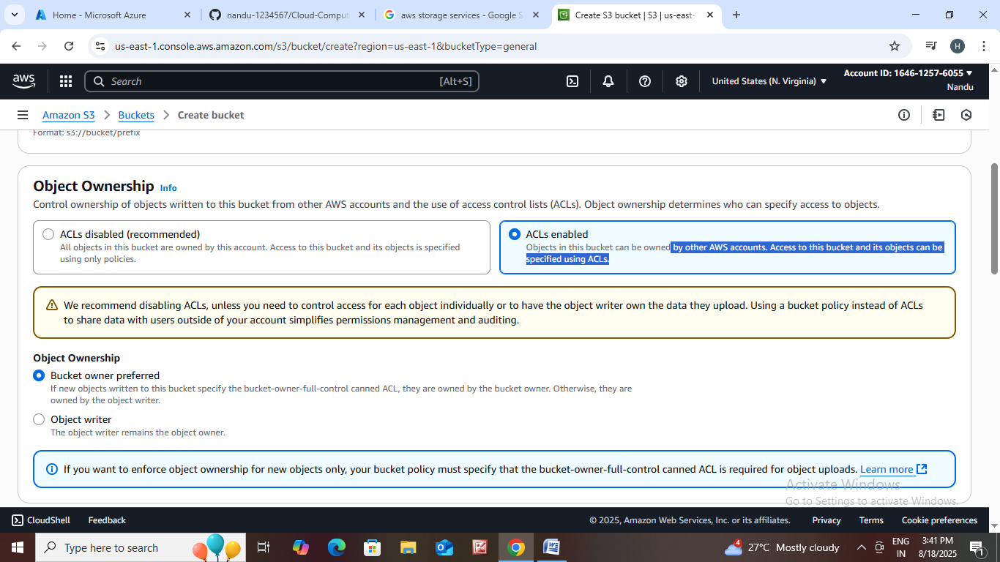 Home - Microsoft Azure
nandu-1234567/Cloud-Comput
aws storage services - Google S
Create S3 bucket | S3 | us-east-
us-east-1.console.aws.amazon.com/s3/bucket/create?region=us-east-1&bucketType=general
H
aws
Search
[Alt+S]
United States (N. Virginia)
Account ID: 1646-1257-6055
Nandu
Amazon S3
Buckets
Create bucket
Format: s3://bucket/prefix
Object Ownership Info
Control ownership of objects written to this bucket from other AWS accounts and the use of access control lists (ACLs). Object ownership determines who can specify access to objects.
ACLs disabled (recommended)
All objects in this bucket are owned by this account. Access to this bucket and its objects is specified
using only policies.
ACLs enabled
Objects in this bucket can be owned by other AWS accounts. Access to this bucket and its objects can be
specified using ACLs.
We recommend disabling ACLs, unless you need to control access for each object individually or to have the object writer own the data they upload. Using a bucket policy instead of ACLs
to share data with users outside of your account simplifies permissions management and auditing.
Object Ownership
Bucket owner preferred
If new objects written to this bucket specify the bucket-owner-full-control canned ACL, they are owned by the bucket owner. Otherwise, they are
owned by the object writer.
Object writer
The object writer remains the object owner.
If you want to enforce object ownership for new objects only, your bucket policy must specify that the bucket-owner-full-control canned ACL is required for object uploads. Learn more
Activate Windows
Go to Settings to activate Windows.
CloudShell
Feedback
© 2025, Amazon Web Services, Inc. or its affiliates.
Privacy
Terms
Cookie preferences
Type here to search
4
27°C Mostly cloudy
ENG
IN
3:41 PM
8/18/2025
1